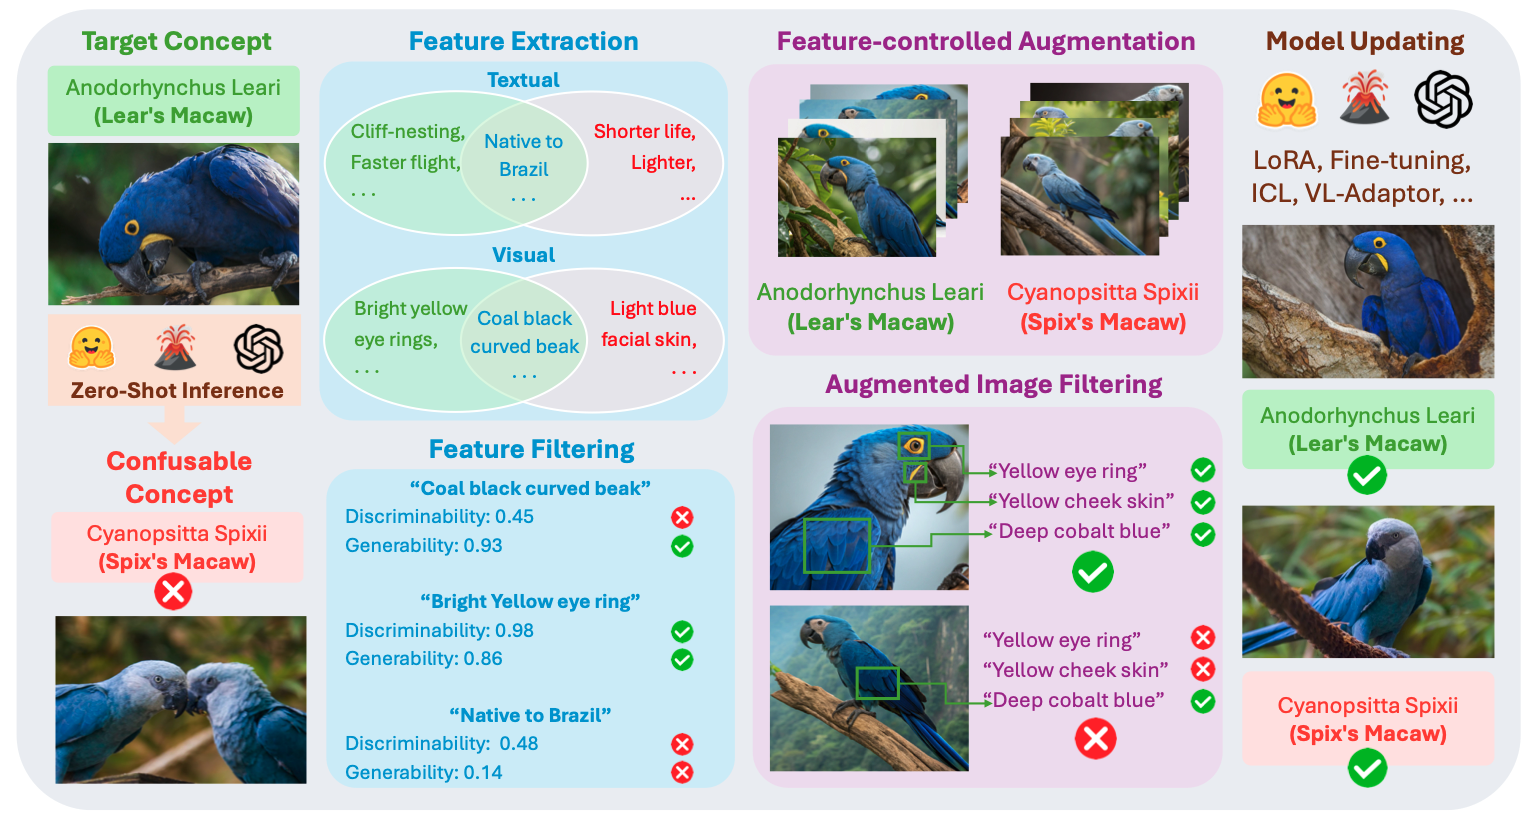 Target Concept
Anodorhynchus Leari
(Lear's Macaw)
Zero-Shot Inference
Confusable
Concept
Cyanopsitta Spixii
(Spix's Macaw)
Feature Extraction
Textual
Cliff-nesting,
Faster flight,
. . .
Native to
Brazil
. . .
Shorter life,
Lighter,
...
Visual
Bright yellow
eye rings,
. . .
Coal black
curved beak
. . .
Light blue
facial skin,
. . .
Feature Filtering
“Coal black curved beak”
Discriminability: 0.45
Generability: 0.93
“Bright Yellow eye ring”
Discriminability: 0.98
Generability: 0.86
“Native to Brazil”
Discriminability: 0.48
Generability: 0.14
Feature-controlled Augmentation
Anodorhynchus Leari
(Lear's Macaw)
Cyanopsitta Spixii
(Spix's Macaw)
Augmented Image Filtering
“Yellow eye ring”
“Yellow cheek skin”
“Deep cobalt blue”
“Yellow eye ring”
“Yellow cheek skin”
“Deep cobalt blue”
Model Updating
LoRA, Fine-tuning,
ICL, VL-Adaptor, ...
Anodorhynchus Leari
(Lear's Macaw)
Cyanopsitta Spixii
(Spix's Macaw)